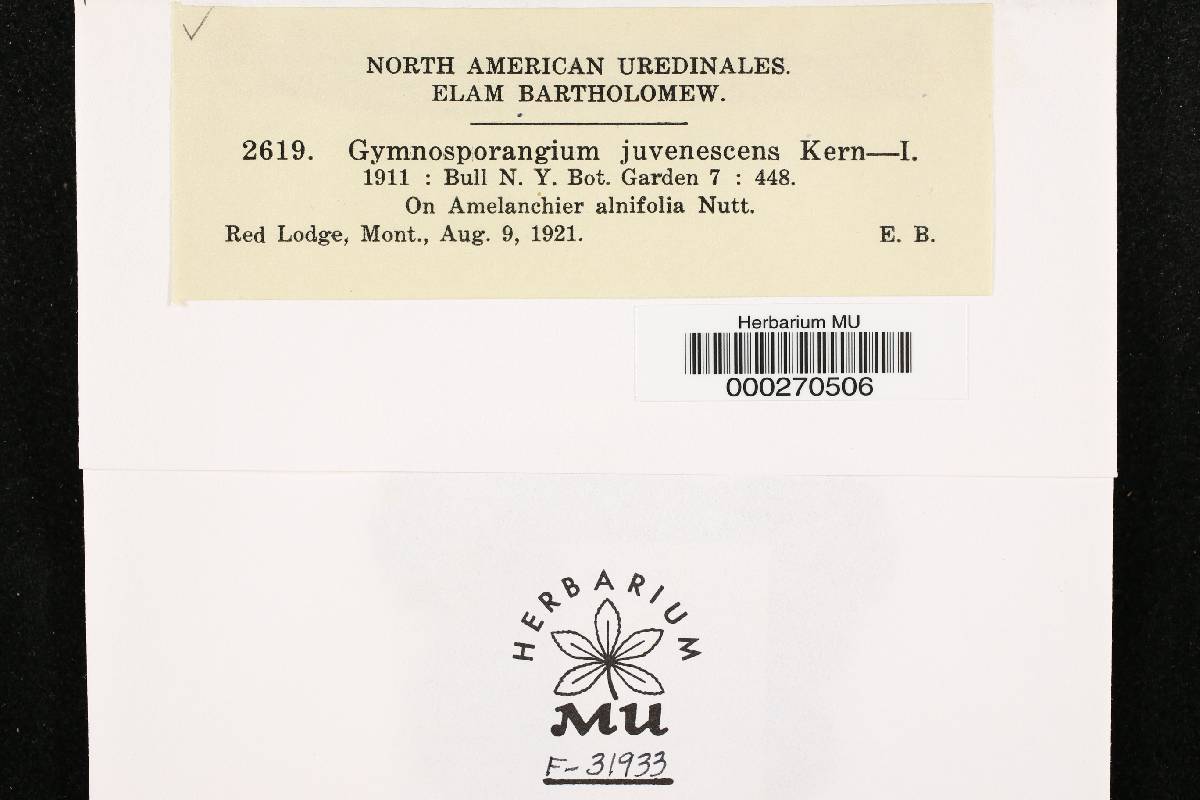 NORTH AMERICAN UREDINALES.
ELAM BARTHOLOMEW.
2619. Gymnosporangium juvenescens Kern—I.
1911 : Bull N. Y. Bot. Garden 7 : 448.
On Amelanchier alnifolia Nutt.
Red Lodge, Mont., Aug. 9, 1921. E. B.
Herbarium MU
000270506
HERBARIUM
MU
F-31933